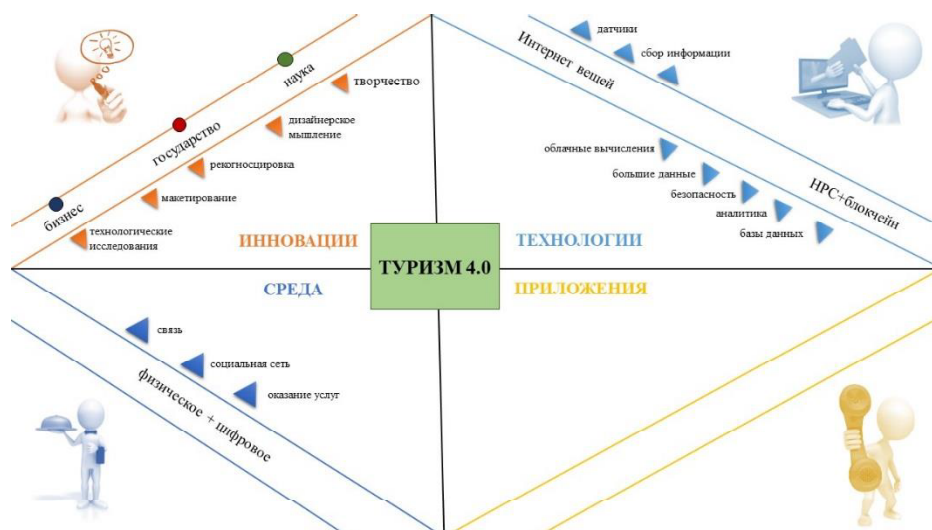 наука
государство
бизнес
творчество
дизайнерское
мышление
рекогносцировка
макетирование
технологические
исследования
ИННОВАЦИИ
датчики
сбор информации
Интернет вещей
облачные вычисления
большие данные
безопасность
аналитика
базы данных
HPC+блокчейн
ТЕХНОЛОГИИ
ТУРИЗМ 4.0
СРЕДА
связь
социальная сеть
оказание услуг
физическое + цифровое
ПРИЛОЖЕНИЯ